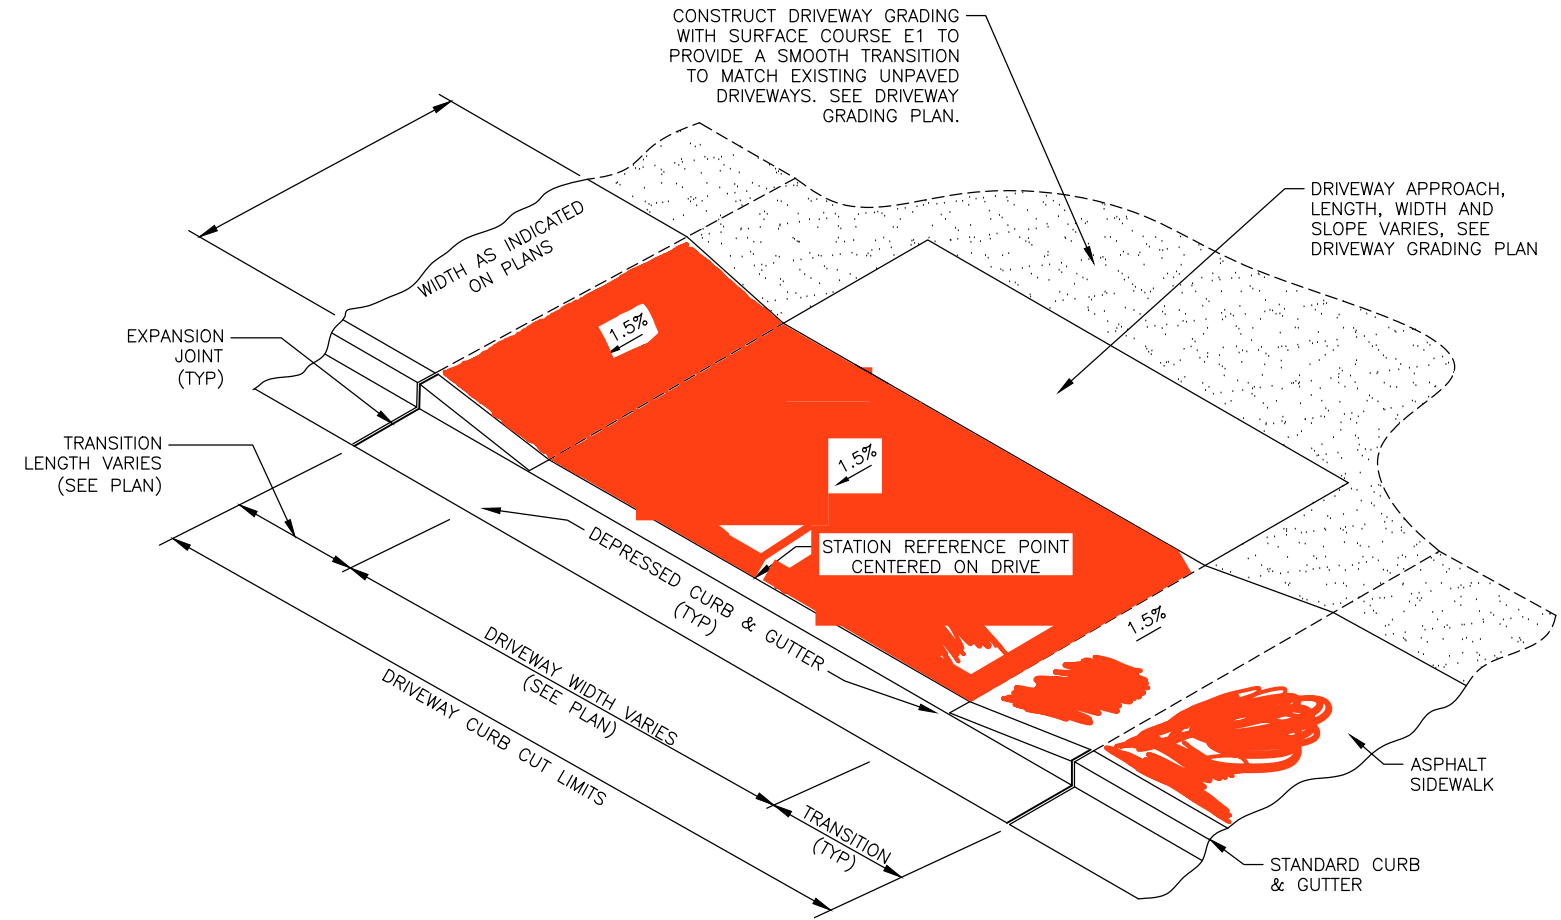 CONSTRUCT DRIVEWAY GRADING
WITH SURFACE COURSE E1 TO
PROVIDE A SMOOTH TRANSITION
TO MATCH EXISTING UNPAVED
DRIVEWAYS. SEE DRIVEWAY
GRADING PLAN.
DRIVEWAY APPROACH,
LENGTH, WIDTH AND
SLOPE VARIES, SEE
DRIVEWAY GRADING PLAN
WIDTH AS INDICATED
ON PLANS
EXPANSION
JOINT
(TYP)
1.5%
TRANSITION
LENGTH VARIES
(SEE PLAN)
1.5%
STATION REFERENCE POINT
CENTERED ON DRIVE
DEPRESSED CURB & GUTTER
(TYP)
1.5%
DRIVEWAY WIDTH VARIES
(SEE PLAN)
DRIVEWAY CURB CUT LIMITS
TRANSITION
(TYP)
ASPHALT
SIDEWALK
STANDARD CURB
& GUTTER